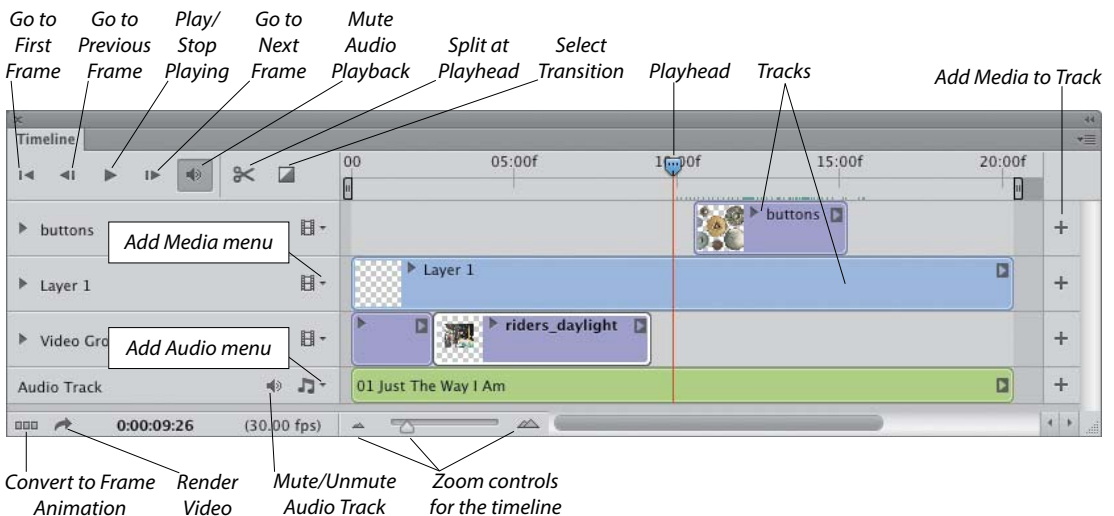 Go to First Frame
Go to Previous Frame
Play/ Stop Playing
Go to Next Frame
Mute Audio Playback
Split at Playhead
Select Transition
Playhead
Tracks
Add Media to Track
Timeline
00
05:00f
10:00f
15:00f
20:00f
buttons
Add Media menu
buttons
Layer 1
Layer 1
Video Gro
Add Audio menu
riders_daylight
Audio Track
01 Just The Way I Am
0:00:09:26
(30.00 fps)
Convert to Frame Animation
Render Video
Mute/Unmute Audio Track
Zoom controls for the timeline